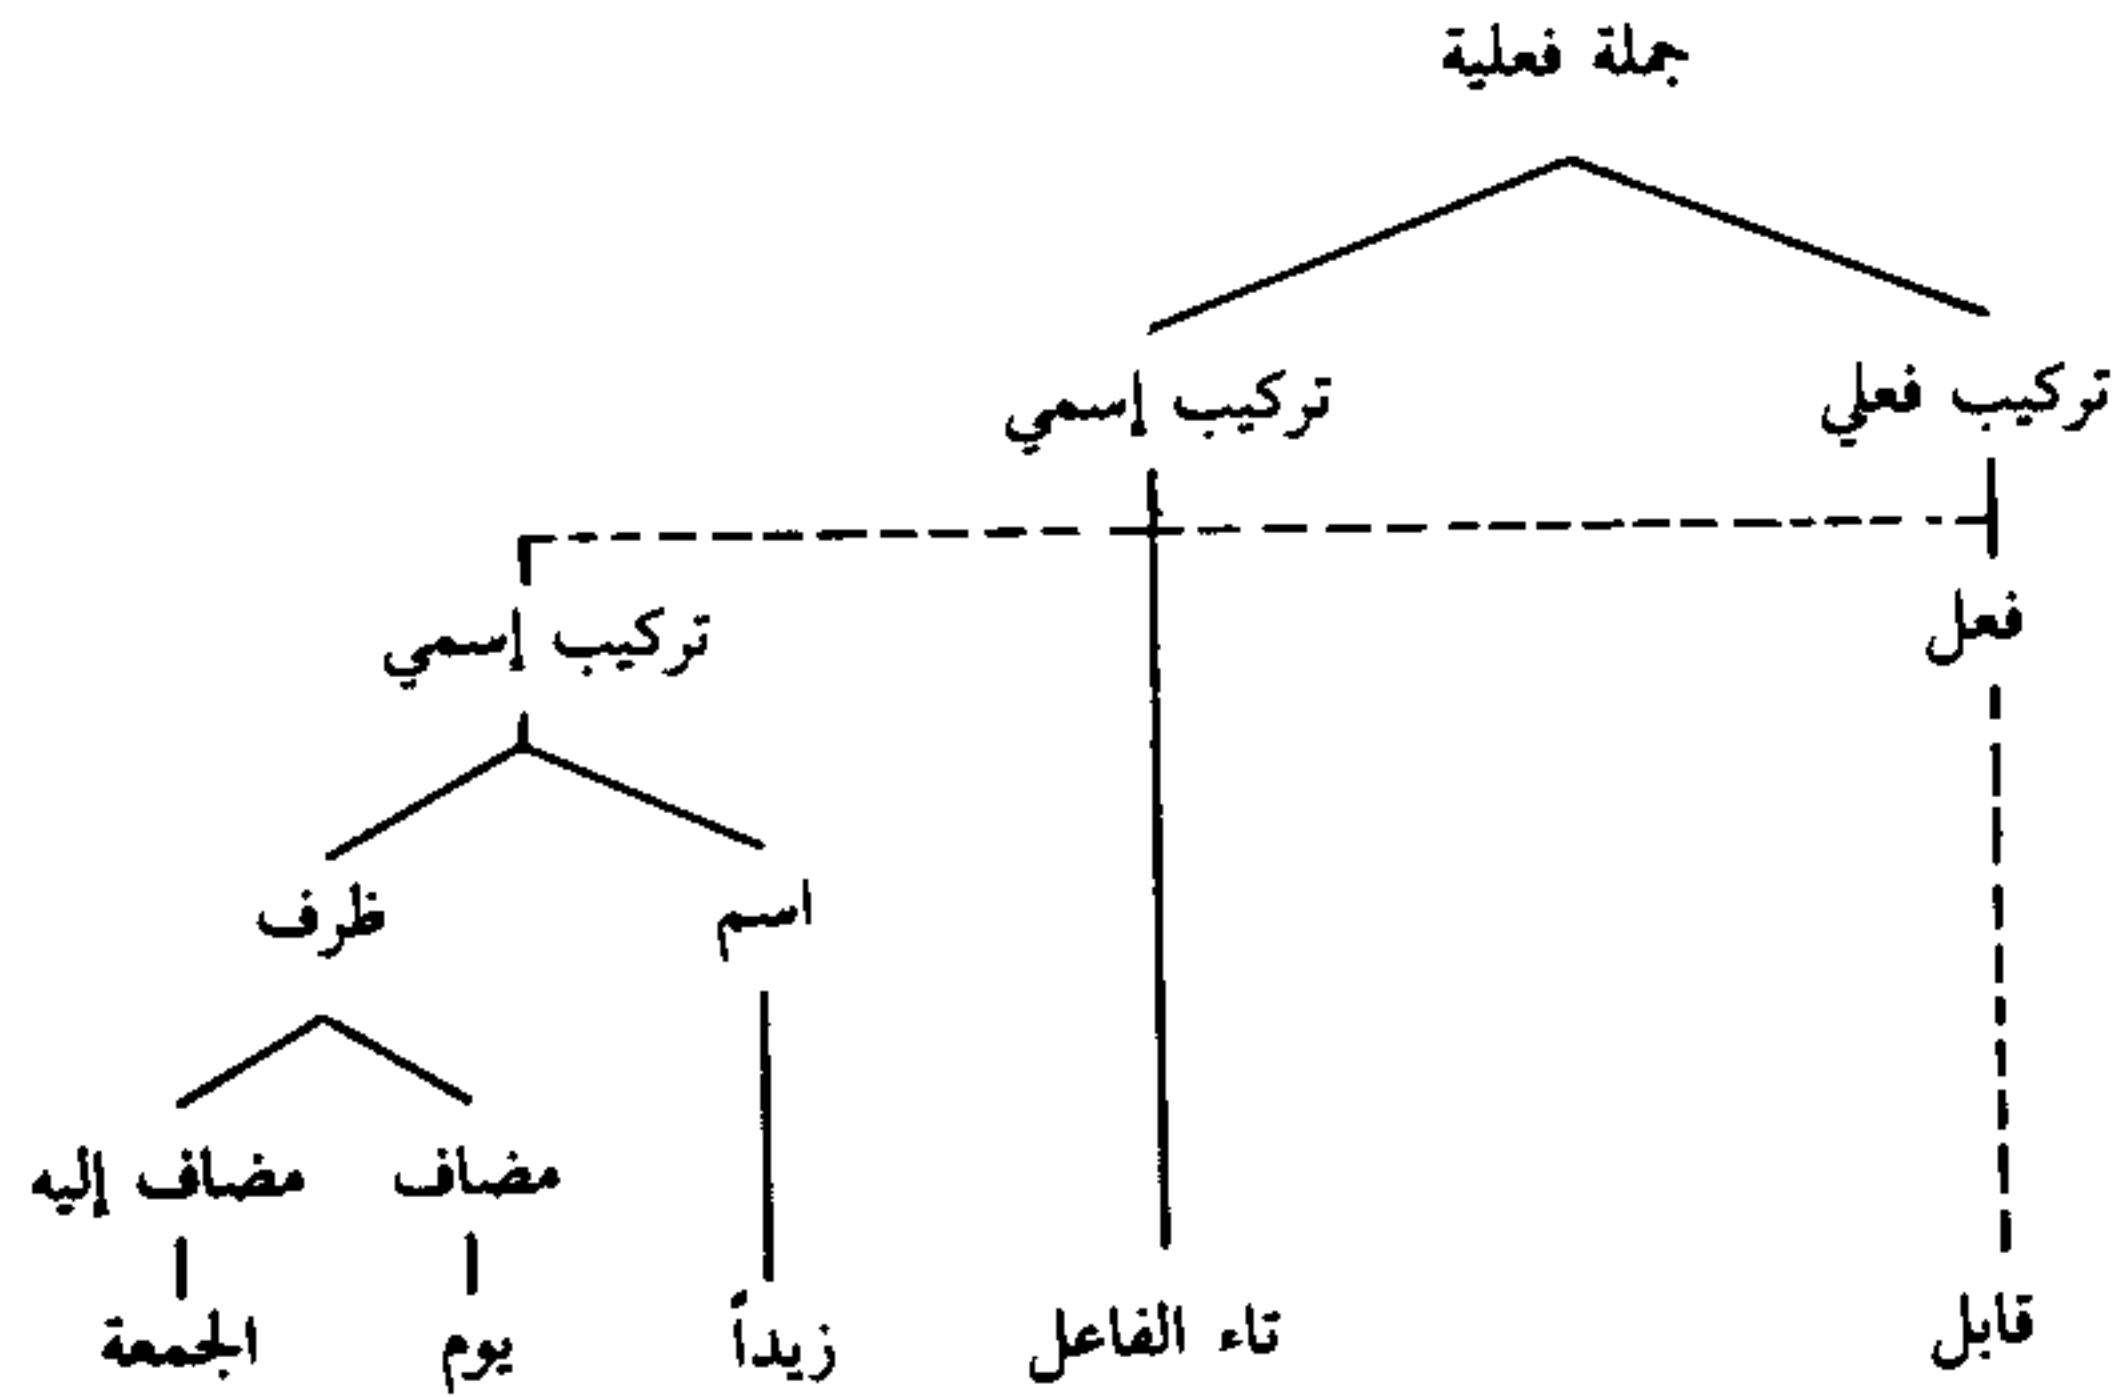 جملة فعلية
تركيب فعلي تركيب إسمي
فعل تركيب إسمي
اسم ظرف
مضاف مضاف إليه
قابل تاء الفاعل زيداً يوم الجمعة